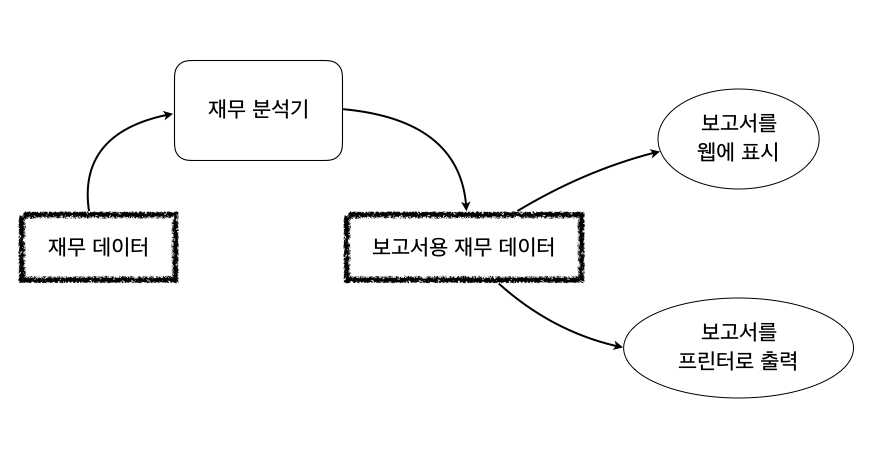 재무 분석기
보고서를
웹에 표시
재무 데이터
보고서용 재무 데이터
보고서를
프린터로 출력